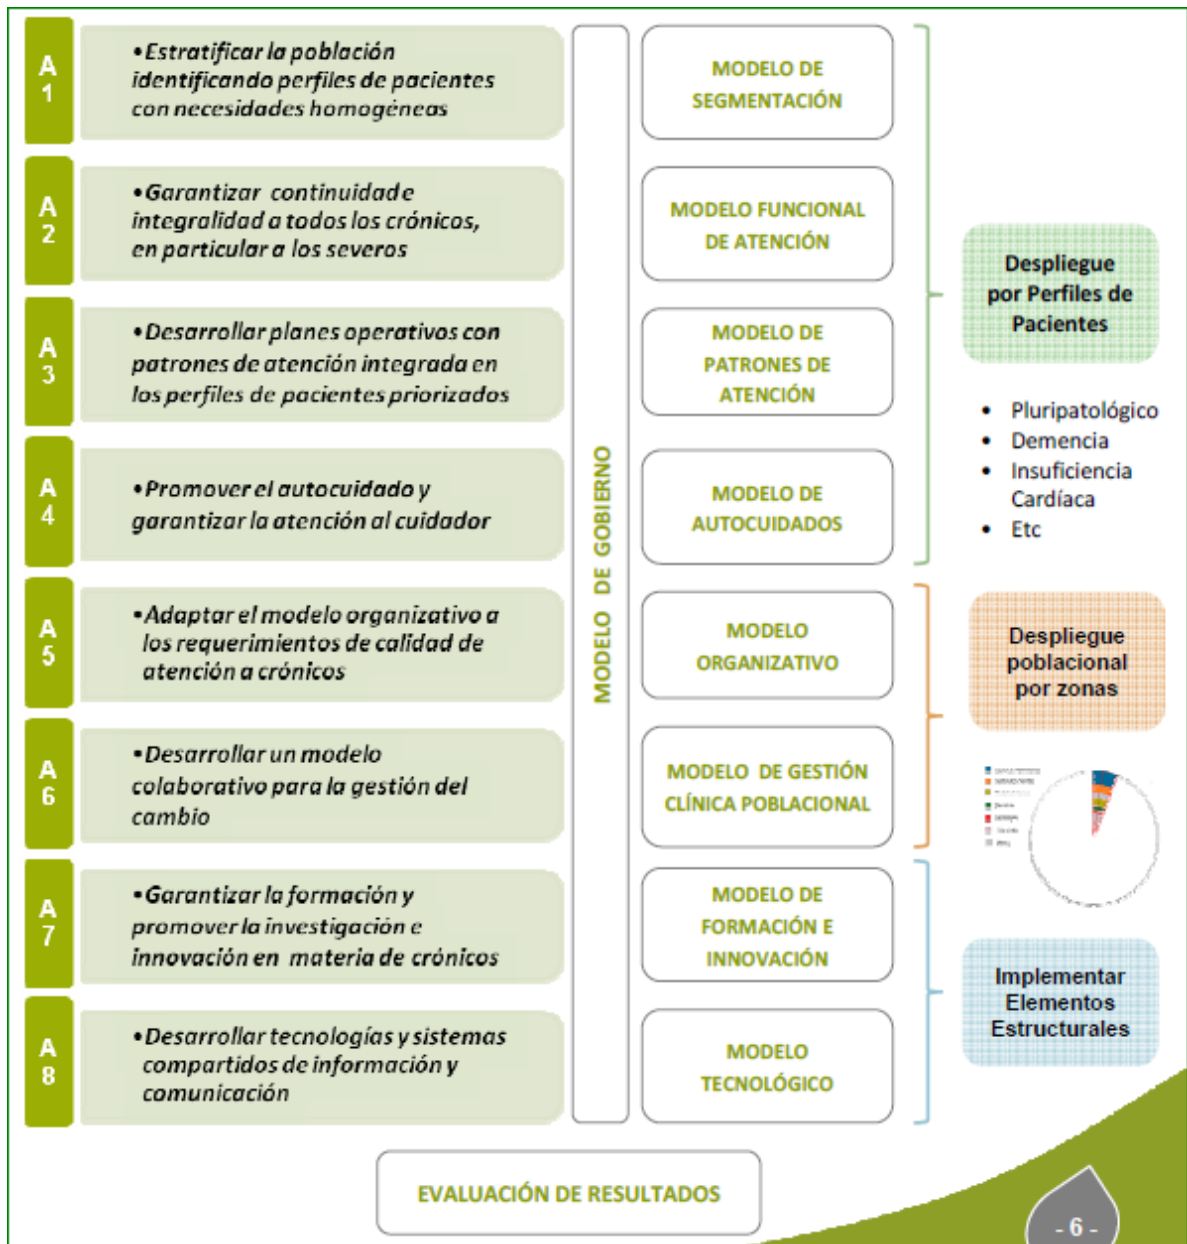 A
1
•Estratificar la población
identificando perfiles de pacientes
con necesidades homogéneas
MODELO DE
SEGMENTACIÓN
A
2
•Garantizar continuidad e
integralidad a todos los crónicos,
en particular a los severos
MODELO FUNCIONAL
DE ATENCIÓN
A
3
•Desarrollar planes operativos con
patrones de atención integrada en
los perfiles de pacientes priorizados
MODELO DE
PATRONES DE
ATENCIÓN
A
4
•Promover el autocuidado y
garantizar la atención al cuidador
MODELO DE
AUTOCUIDADOS
A
5
•Adaptar el modelo organizativo a
los requerimientos de calidad de
atención a crónicos
MODELO
ORGANIZATIVO
A
6
•Desarrollar un modelo
colaborativo para la gestión del
cambio
MODELO DE GESTIÓN
CLÍNICA POBLACIONAL
A
7
•Garantizar la formación y
promover la investigación e
innovación en materia de crónicos
MODELO DE
FORMACIÓN E
INNOVACIÓN
A
8
•Desarrollar tecnologías y sistemas
compartidos de información y
comunicación
MODELO
TECNOLÓGICO
MODELO DE GOBIERNO
Despliegue
por Perfiles de
Pacientes
• Pluripatológico
• Demencia
• Insuficiencia
Cardíaca
• Etc
Despliegue
poblacional
por zonas
Implementar
Elementos
Estructurales
EVALUACIÓN DE RESULTADOS
- 6 -